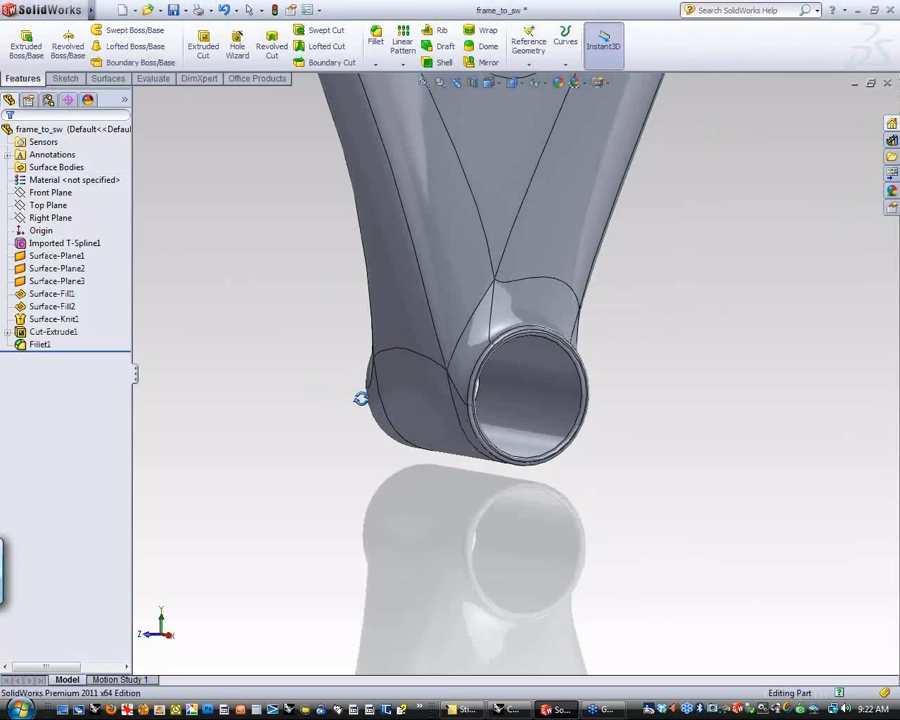 SolidWorks
frame_to_sw *
Search SolidWorks Help
Extruded Boss/Base
Revolved Boss/Base
Swept Boss/Base
Lofted Boss/Base
Boundary Boss/Base
Extruded Cut
Hole Wizard
Revolved Cut
Swept Cut
Lofted Cut
Boundary Cut
Fillet
Linear Pattern
Rib
Draft
Shell
Wrap
Dome
Mirror
Reference Geometry
Curves
Instant3D
Features
Sketch
Surfaces
Evaluate
DimXpert
Office Products
frame_to_sw (Default<<Defaul
Sensors
Annotations
Surface Bodies
Material <not specified>
Front Plane
Top Plane
Right Plane
Origin
Imported T-Spline1
Surface-Plane1
Surface-Plane2
Surface-Plane3
Surface-Fill1
Surface-Fill2
Surface-Knit1
Cut-Extrude1
Fillet1
Y
Z
X
Model
Motion Study 1
SolidWorks Premium 2011 x64 Edition
Editing Part
Sti...
C...
So...
G...
9:22 AM